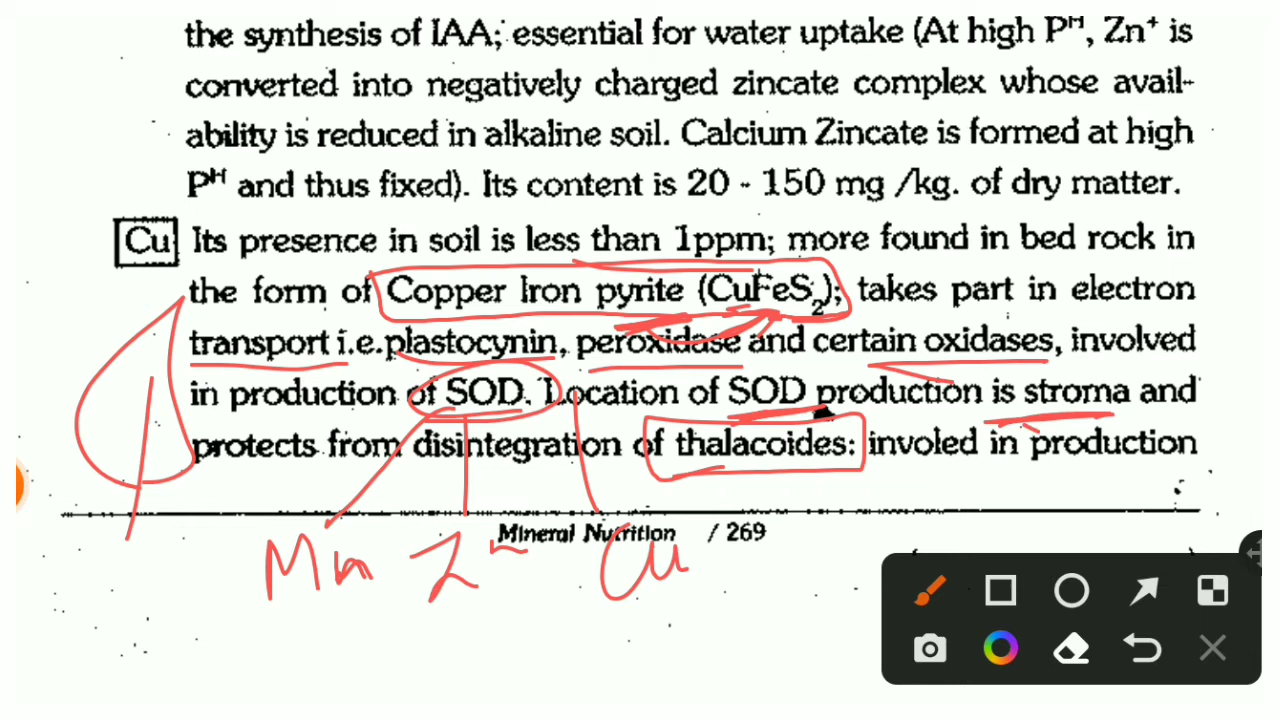 the synthesis of IAA; essential for water uptake (At high Pᴴ, Zn⁺ is
converted into negatively charged zincate complex whose avail-
ability is reduced in alkaline soil. Calcium Zincate is formed at high
Pᴴ and thus fixed). Its content is 20 - 150 mg /kg. of dry matter.
Cu Its presence in soil is less than 1ppm; more found in bed rock in
the form of Copper Iron pyrite (CuFeS₂); takes part in electron
transport i.e.plastocynin, peroxidase and certain oxidases, involved
in production of SOD. Location of SOD production is stroma and
protects from disintegration of thalacoides: involed in production
Mineral Nutrition / 269
Mn Zn Cu